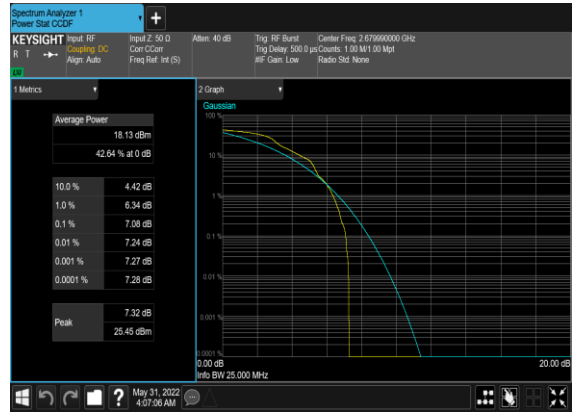 Spectrum Analyzer 1
Power Stat CCDF
KEYSIGHT
R T
Input: RF
Coupling: DC
Align: Auto
Input Z: 50 Ω
Corr CCorr
Freq Ref: Int (S)
Atten: 40 dB
Trig: RF Burst
Trig Delay: 500.0 µs
#IF Gain: Low
Center Freq: 2.679990000 GHz
Counts: 1.00 M/1.00 Mpt
Radio Std: None
1 Metrics
Average Power
18.13 dBm
42.64 % at 0 dB
10.0 % 4.42 dB
1.0 % 6.34 dB
0.1 % 7.08 dB
0.01 % 7.24 dB
0.001 % 7.27 dB
0.0001 % 7.28 dB
Peak
7.32 dB
25.45 dBm
2 Graph
Gaussian
100 %
10 %
1 %
0.1 %
0.01 %
0.001 %
0.0001 %
0.00 dB
20.00 dB
Info BW 25.000 MHz
May 31, 2022
4:07:06 AM